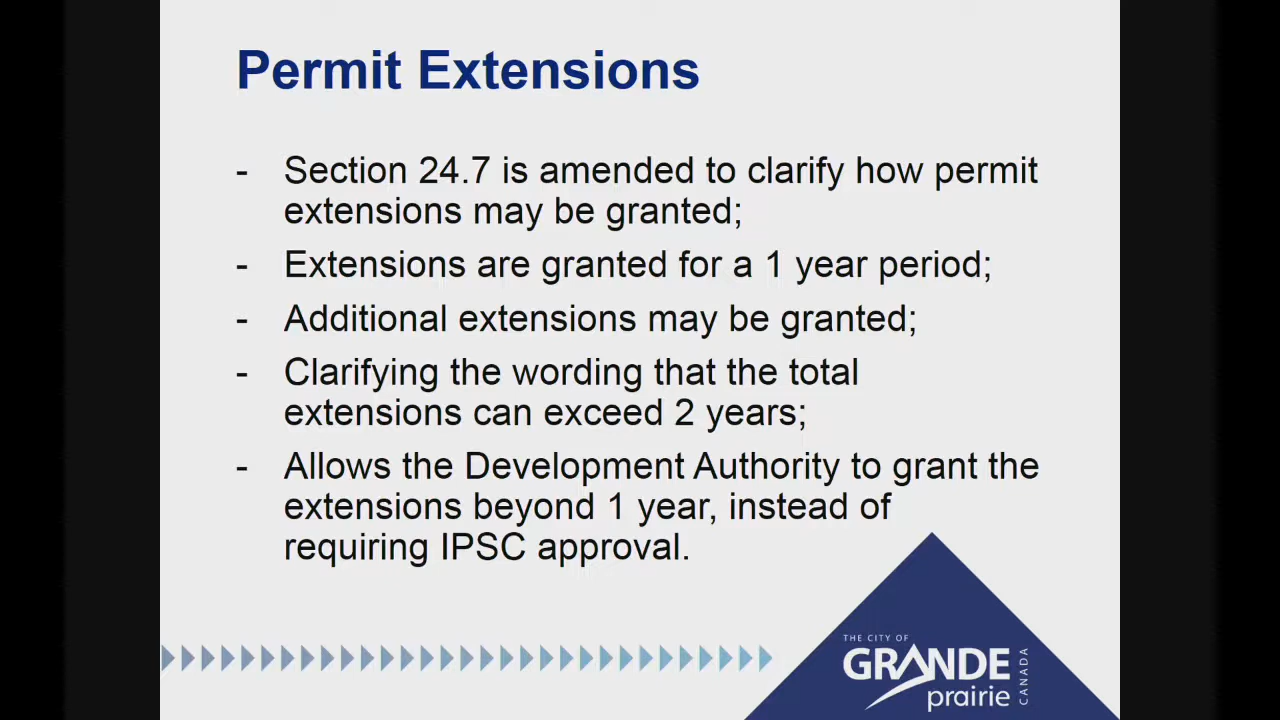 Permit Extensions
- Section 24.7 is amended to clarify how permit
extensions may be granted;
- Extensions are granted for a 1 year period;
- Additional extensions may be granted;
- Clarifying the wording that the total
extensions can exceed 2 years;
- Allows the Development Authority to grant the
extensions beyond 1 year, instead of
requiring IPSC approval.
THE CITY OF
GRANDE
prairie
CANADA